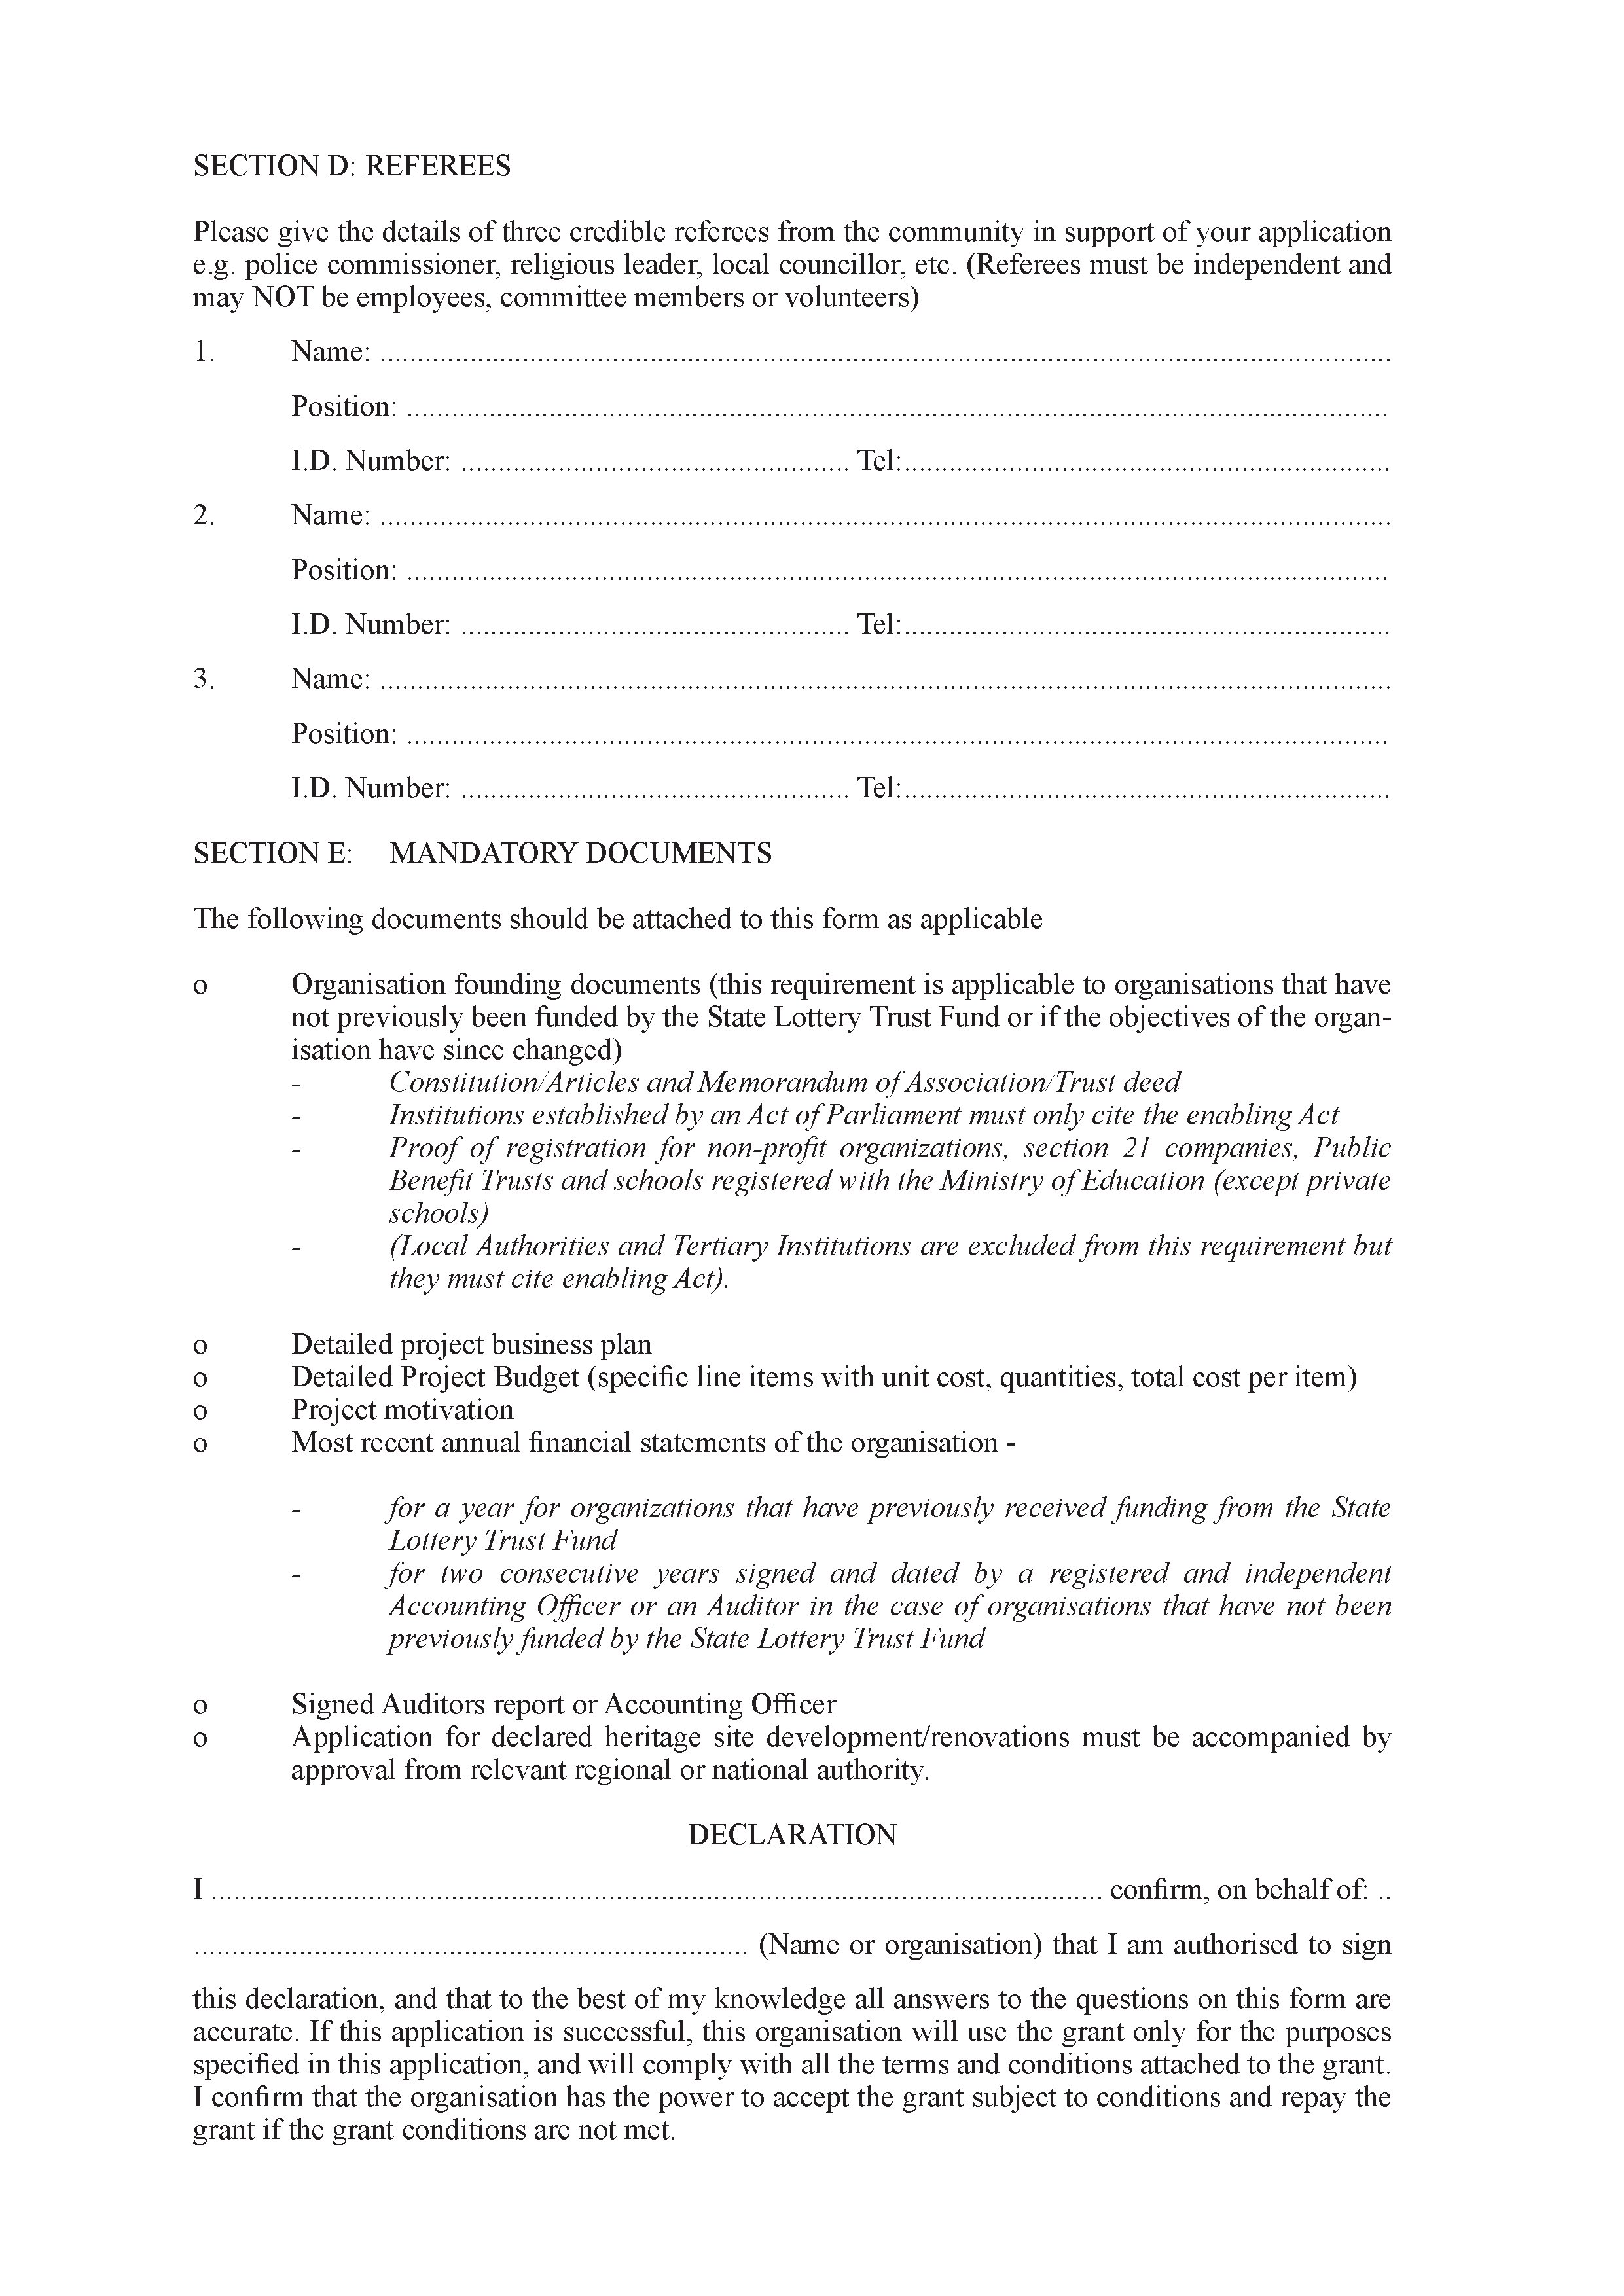 SECTION D: REFEREES
Please give the details of three credible referees from the community in support of your application
e.g. police commissioner, religious leader, local councillor, etc. (Referees must be independent and
may NOT be employees, committee members or volunteers)
1. Name: ........................................................................................................................................
Position: ....................................................................................................................................
I.D. Number: .................................................... Tel:.................................................................
2. Name: ........................................................................................................................................
Position: ....................................................................................................................................
I.D. Number: .................................................... Tel:.................................................................
3. Name: ........................................................................................................................................
Position: ....................................................................................................................................
I.D. Number: .................................................... Tel:.................................................................
SECTION E: MANDATORY DOCUMENTS
The following documents should be attached to this form as applicable
o Organisation founding documents (this requirement is applicable to organisations that have
not previously been funded by the State Lottery Trust Fund or if the objectives of the organ-
isation have since changed)
- Constitution/Articles and Memorandum of Association/Trust deed
- Institutions established by an Act of Parliament must only cite the enabling Act
- Proof of registration for non-profit organizations, section 21 companies, Public
Benefit Trusts and schools registered with the Ministry of Education (except private
schools)
- (Local Authorities and Tertiary Institutions are excluded from this requirement but
they must cite enabling Act).
o Detailed project business plan
o Detailed Project Budget (specific line items with unit cost, quantities, total cost per item)
o Project motivation
o Most recent annual financial statements of the organisation -
- for a year for organizations that have previously received funding from the State
Lottery Trust Fund
- for two consecutive years signed and dated by a registered and independent
Accounting Officer or an Auditor in the case of organisations that have not been
previously funded by the State Lottery Trust Fund
o Signed Auditors report or Accounting Officer
o Application for declared heritage site development/renovations must be accompanied by
approval from relevant regional or national authority.
DECLARATION
I ....................................................................................................................... confirm, on behalf of: ..
.......................................................................... (Name or organisation) that I am authorised to sign
this declaration, and that to the best of my knowledge all answers to the questions on this form are
accurate. If this application is successful, this organisation will use the grant only for the purposes
specified in this application, and will comply with all the terms and conditions attached to the grant.
I confirm that the organisation has the power to accept the grant subject to conditions and repay the
grant if the grant conditions are not met.